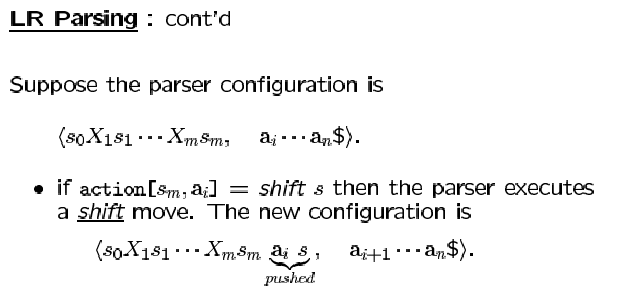 LR Parsing : cont'd
Suppose the parser configuration is
⟨s₀X₁s₁ ⋯ Xₘsₘ, aᵢ ⋯ aₙ$⟩.
• if action[sₘ, aᵢ] = shift s then the parser executes
a shift move. The new configuration is
⟨s₀X₁s₁ ⋯ Xₘsₘ aᵢ s , aᵢ₊₁ ⋯ aₙ$⟩.
pushed